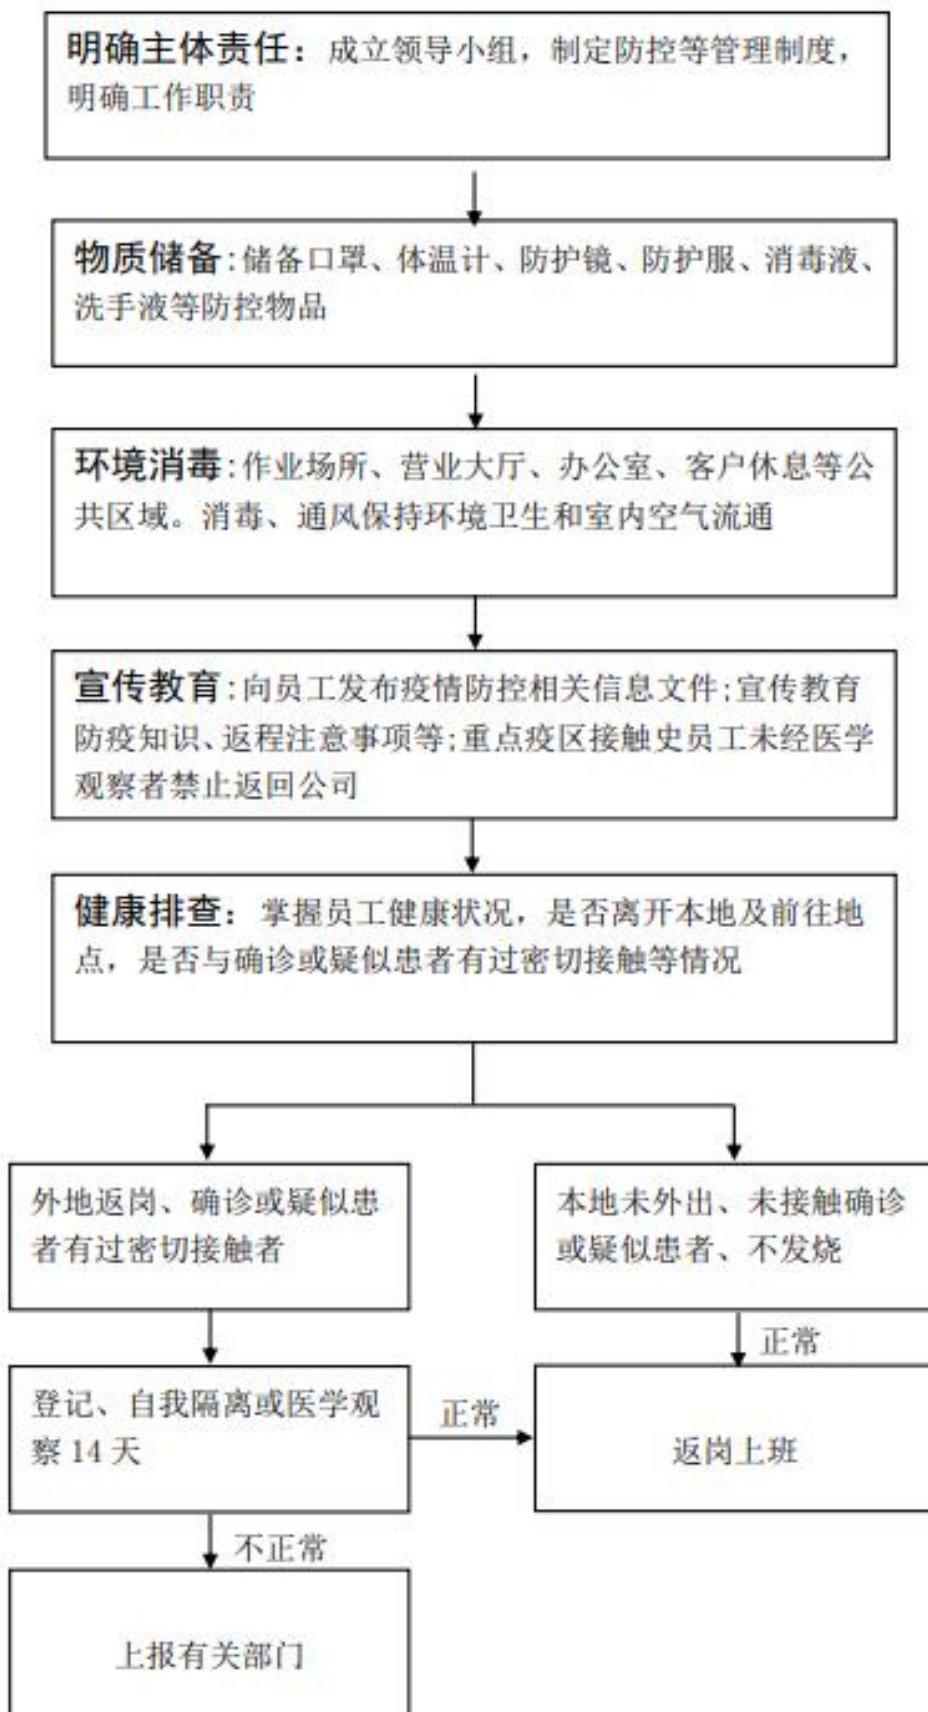 明确主体责任：成立领导小组，制定防控等管理制度，
明确工作职责
物质储备:储备口罩、体温计、防护镜、防护服、消毒液、
洗手液等防控物品
环境消毒:作业场所、营业大厅、办公室、客户休息等公
共区域。消毒、通风保持环境卫生和室内空气流通
宣传教育:向员工发布疫情防控相关信息文件;宣传教育
防疫知识、返程注意事项等;重点疫区接触史员工未经医学
观察者禁止返回公司
健康排查：掌握员工健康状况，是否离开本地及前往地
点，是否与确诊或疑似患者有过密切接触等情况
外地返岗、确诊或疑似患
者有过密切接触者
本地未外出、未接触确诊
或疑似患者、不发烧
正常
登记、自我隔离或医学观
察 14 天
正常
返岗上班
不正常
上报有关部门